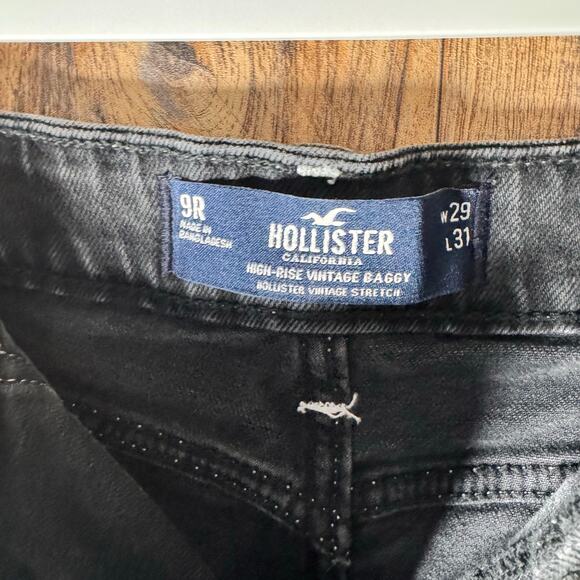 9R
MADE IN
BANGLADESH
HOLLISTER
CALIFORNIA
HIGH-RISE VINTAGE BAGGY
HOLLISTER VINTAGE STRETCH
W29
L31